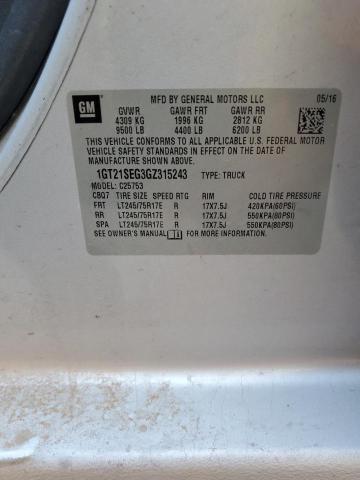 GM
MFD BY GENERAL MOTORS LLC 05/16
GVWR GAWR FRT GAWR RR
4309 KG 1996 KG 2812 KG
9500 LB 4400 LB 6200 LB
THIS VEHICLE CONFORMS TO ALL APPLICABLE U.S. FEDERAL MOTOR
VEHICLE SAFETY STANDARDS IN EFFECT ON THE DATE OF
MANUFACTURE SHOWN ABOVE.
1GT21SEG3GZ315243 TYPE: TRUCK
MODEL: C25753
CBQ7 TIRE SIZE SPEED RTG RIM COLD TIRE PRESSURE
FRT LT245/75R17E R 17X7.5J 420KPA(60PSI)
RR LT245/75R17E R 17X7.5J 550KPA(80PSI)
SPA LT245/75R17E R 17X7.5J 550KPA(80PSI)
SEE OWNER'S MANUAL FOR MORE INFORMATION